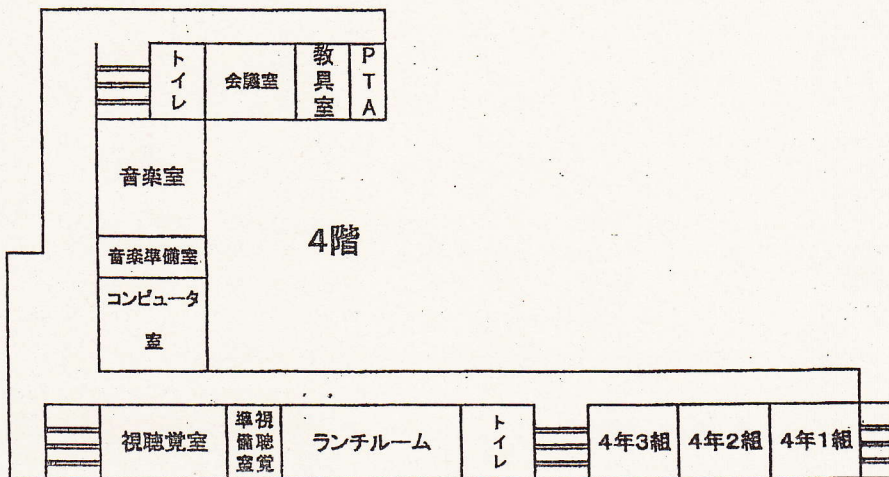 トイレ
会議室
教具室
PTA
音楽室
4階
音楽準備室
コンピュータ
室
視聴覚室
視聴覚
準備室
ランチルーム
トイレ
4年3組
4年2組
4年1組